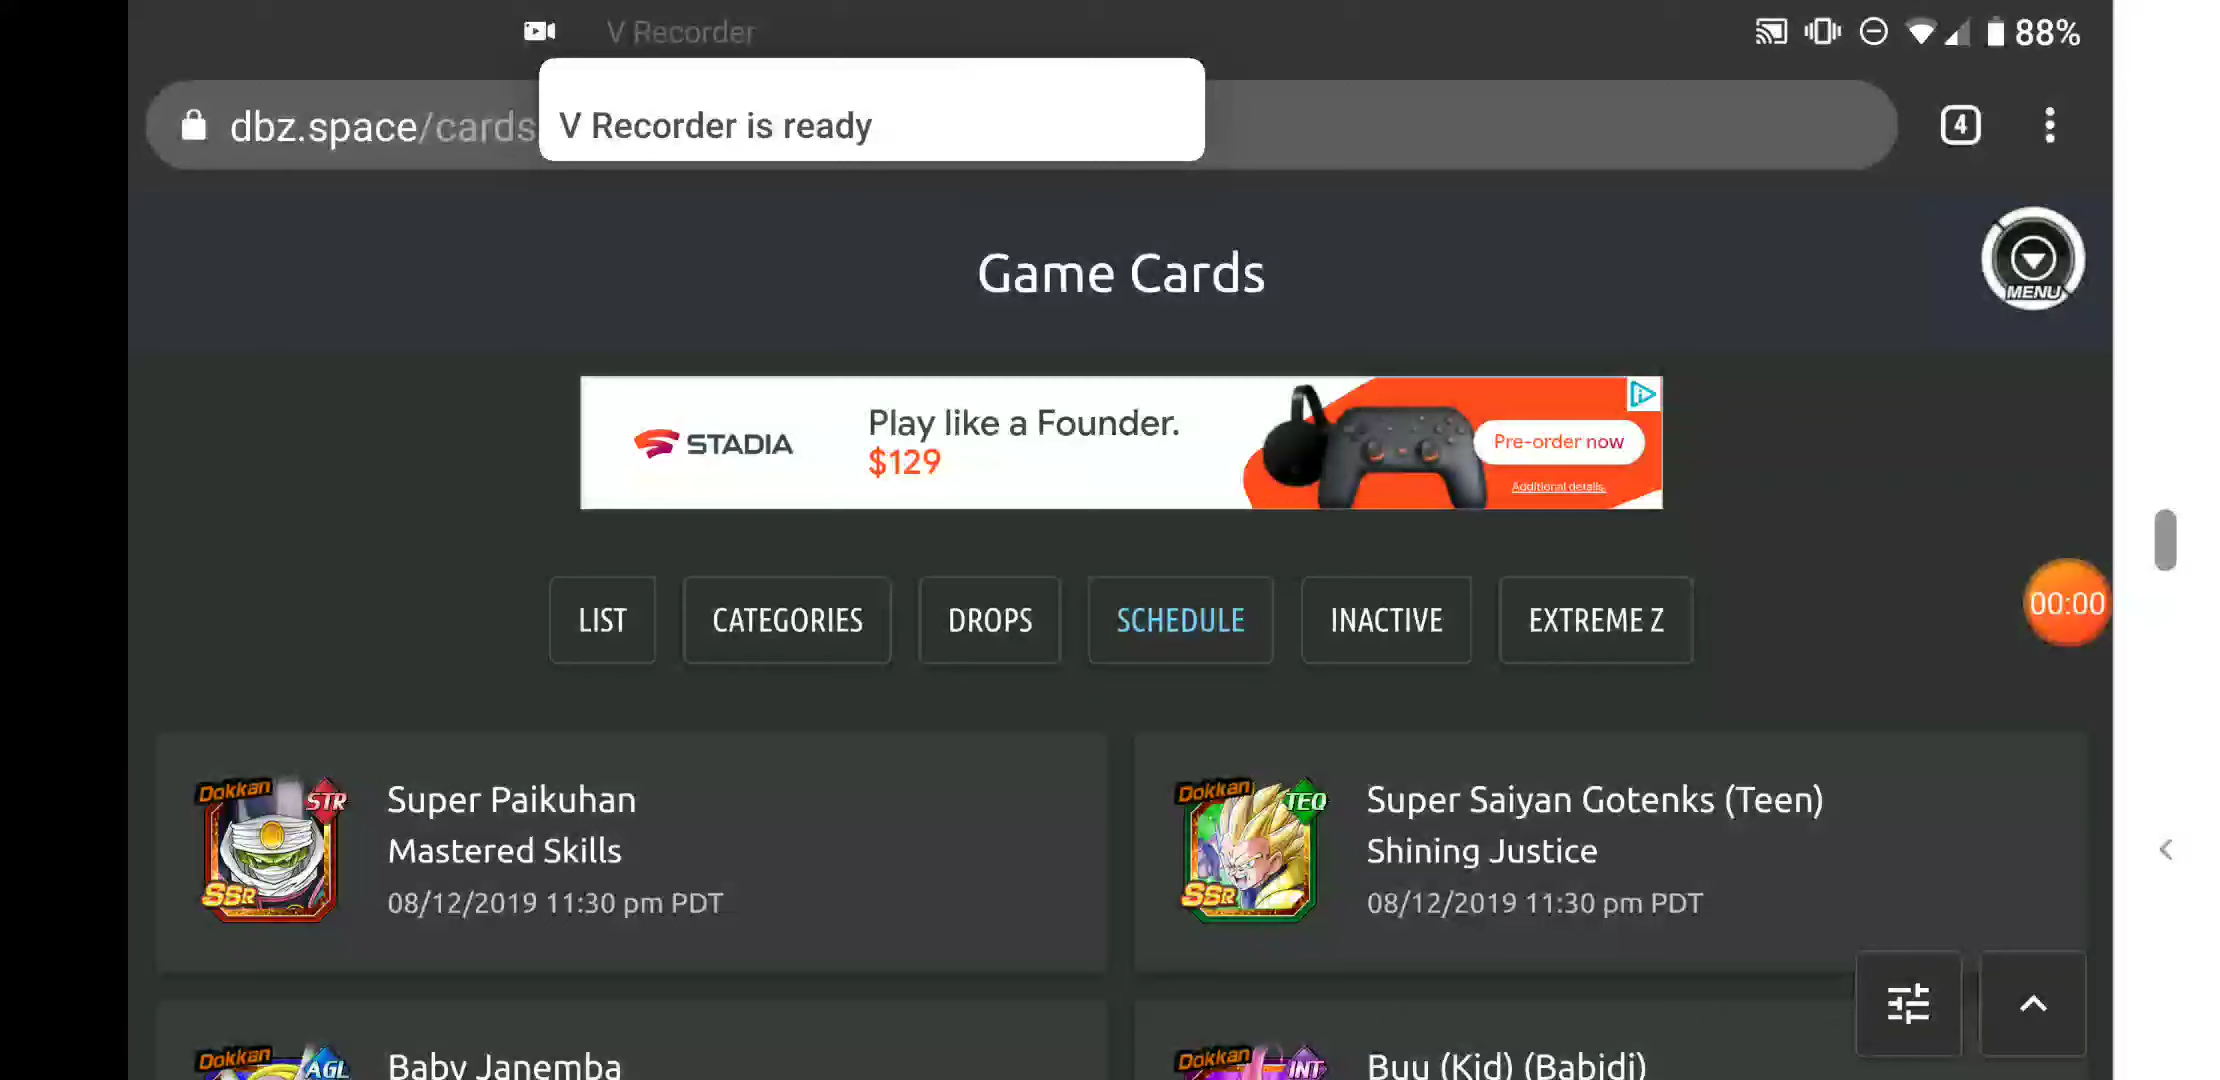 V Recorder
88%
dbz.space/cards
V Recorder is ready
4
Game Cards
MENU
STADIA
Play like a Founder.
$129
Pre-order now
Additional details.
00:00
LIST
CATEGORIES
DROPS
SCHEDULE
INACTIVE
EXTREME Z
Dokkan
STR
SSR
Super Paikuhan
Mastered Skills
08/12/2019 11:30 pm PDT
Dokkan
TEQ
SSR
Super Saiyan Gotenks (Teen)
Shining Justice
08/12/2019 11:30 pm PDT
Dokkan
AGL
Baby Janemba
Dokkan
INT
Buu (Kid) (Babidi)